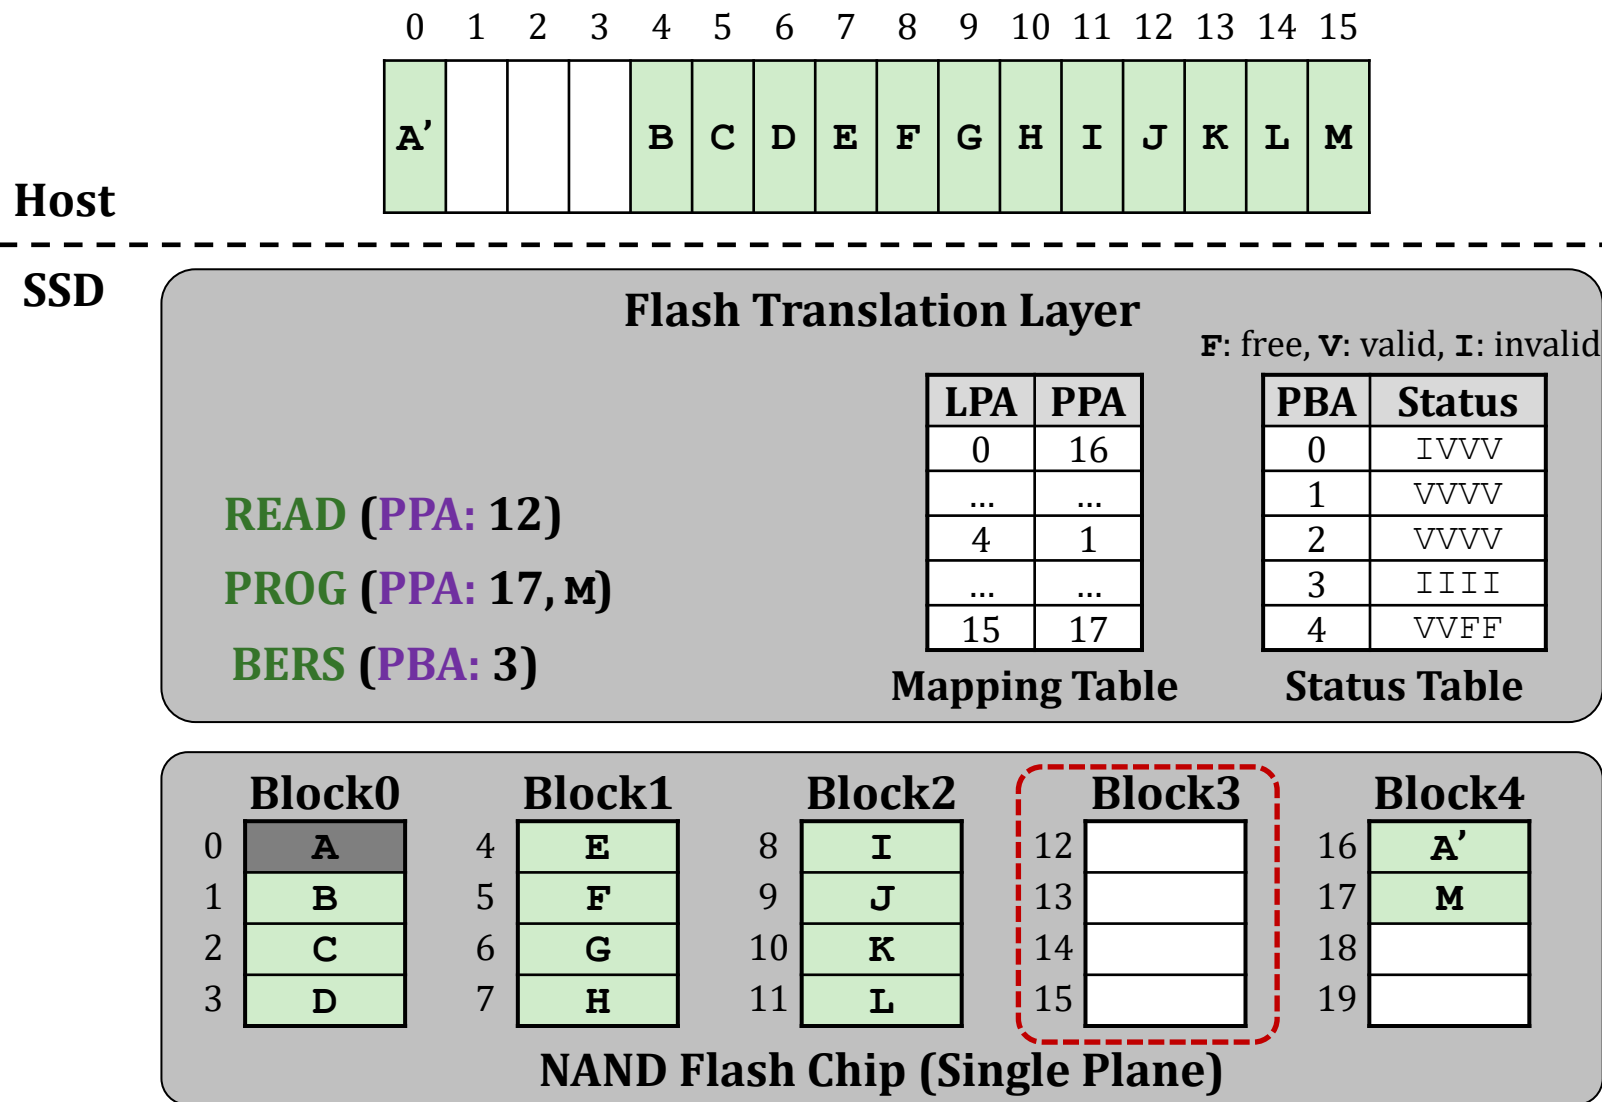 0 1 2 3 4 5 6 7 8 9 10 11 12 13 14 15
A’ B C D E F G H I J K L M
Host
SSD
Flash Translation Layer
F: free, V: valid, I: invalid
LPA PPA
0 16
... ...
4 1
... ...
15 17
Mapping Table
PBA Status
0 IVVV
1 VVVV
2 VVVV
3 IIII
4 VVFF
Status Table
READ (PPA: 12)
PROG (PPA: 17, M)
BERS (PBA: 3)
Block0 Block1 Block2 Block3 Block4
0 A 4 E 8 I 12 16 A’
1 B 5 F 9 J 13 17 M
2 C 6 G 10 K 14 18
3 D 7 H 11 L 15 19
NAND Flash Chip (Single Plane)